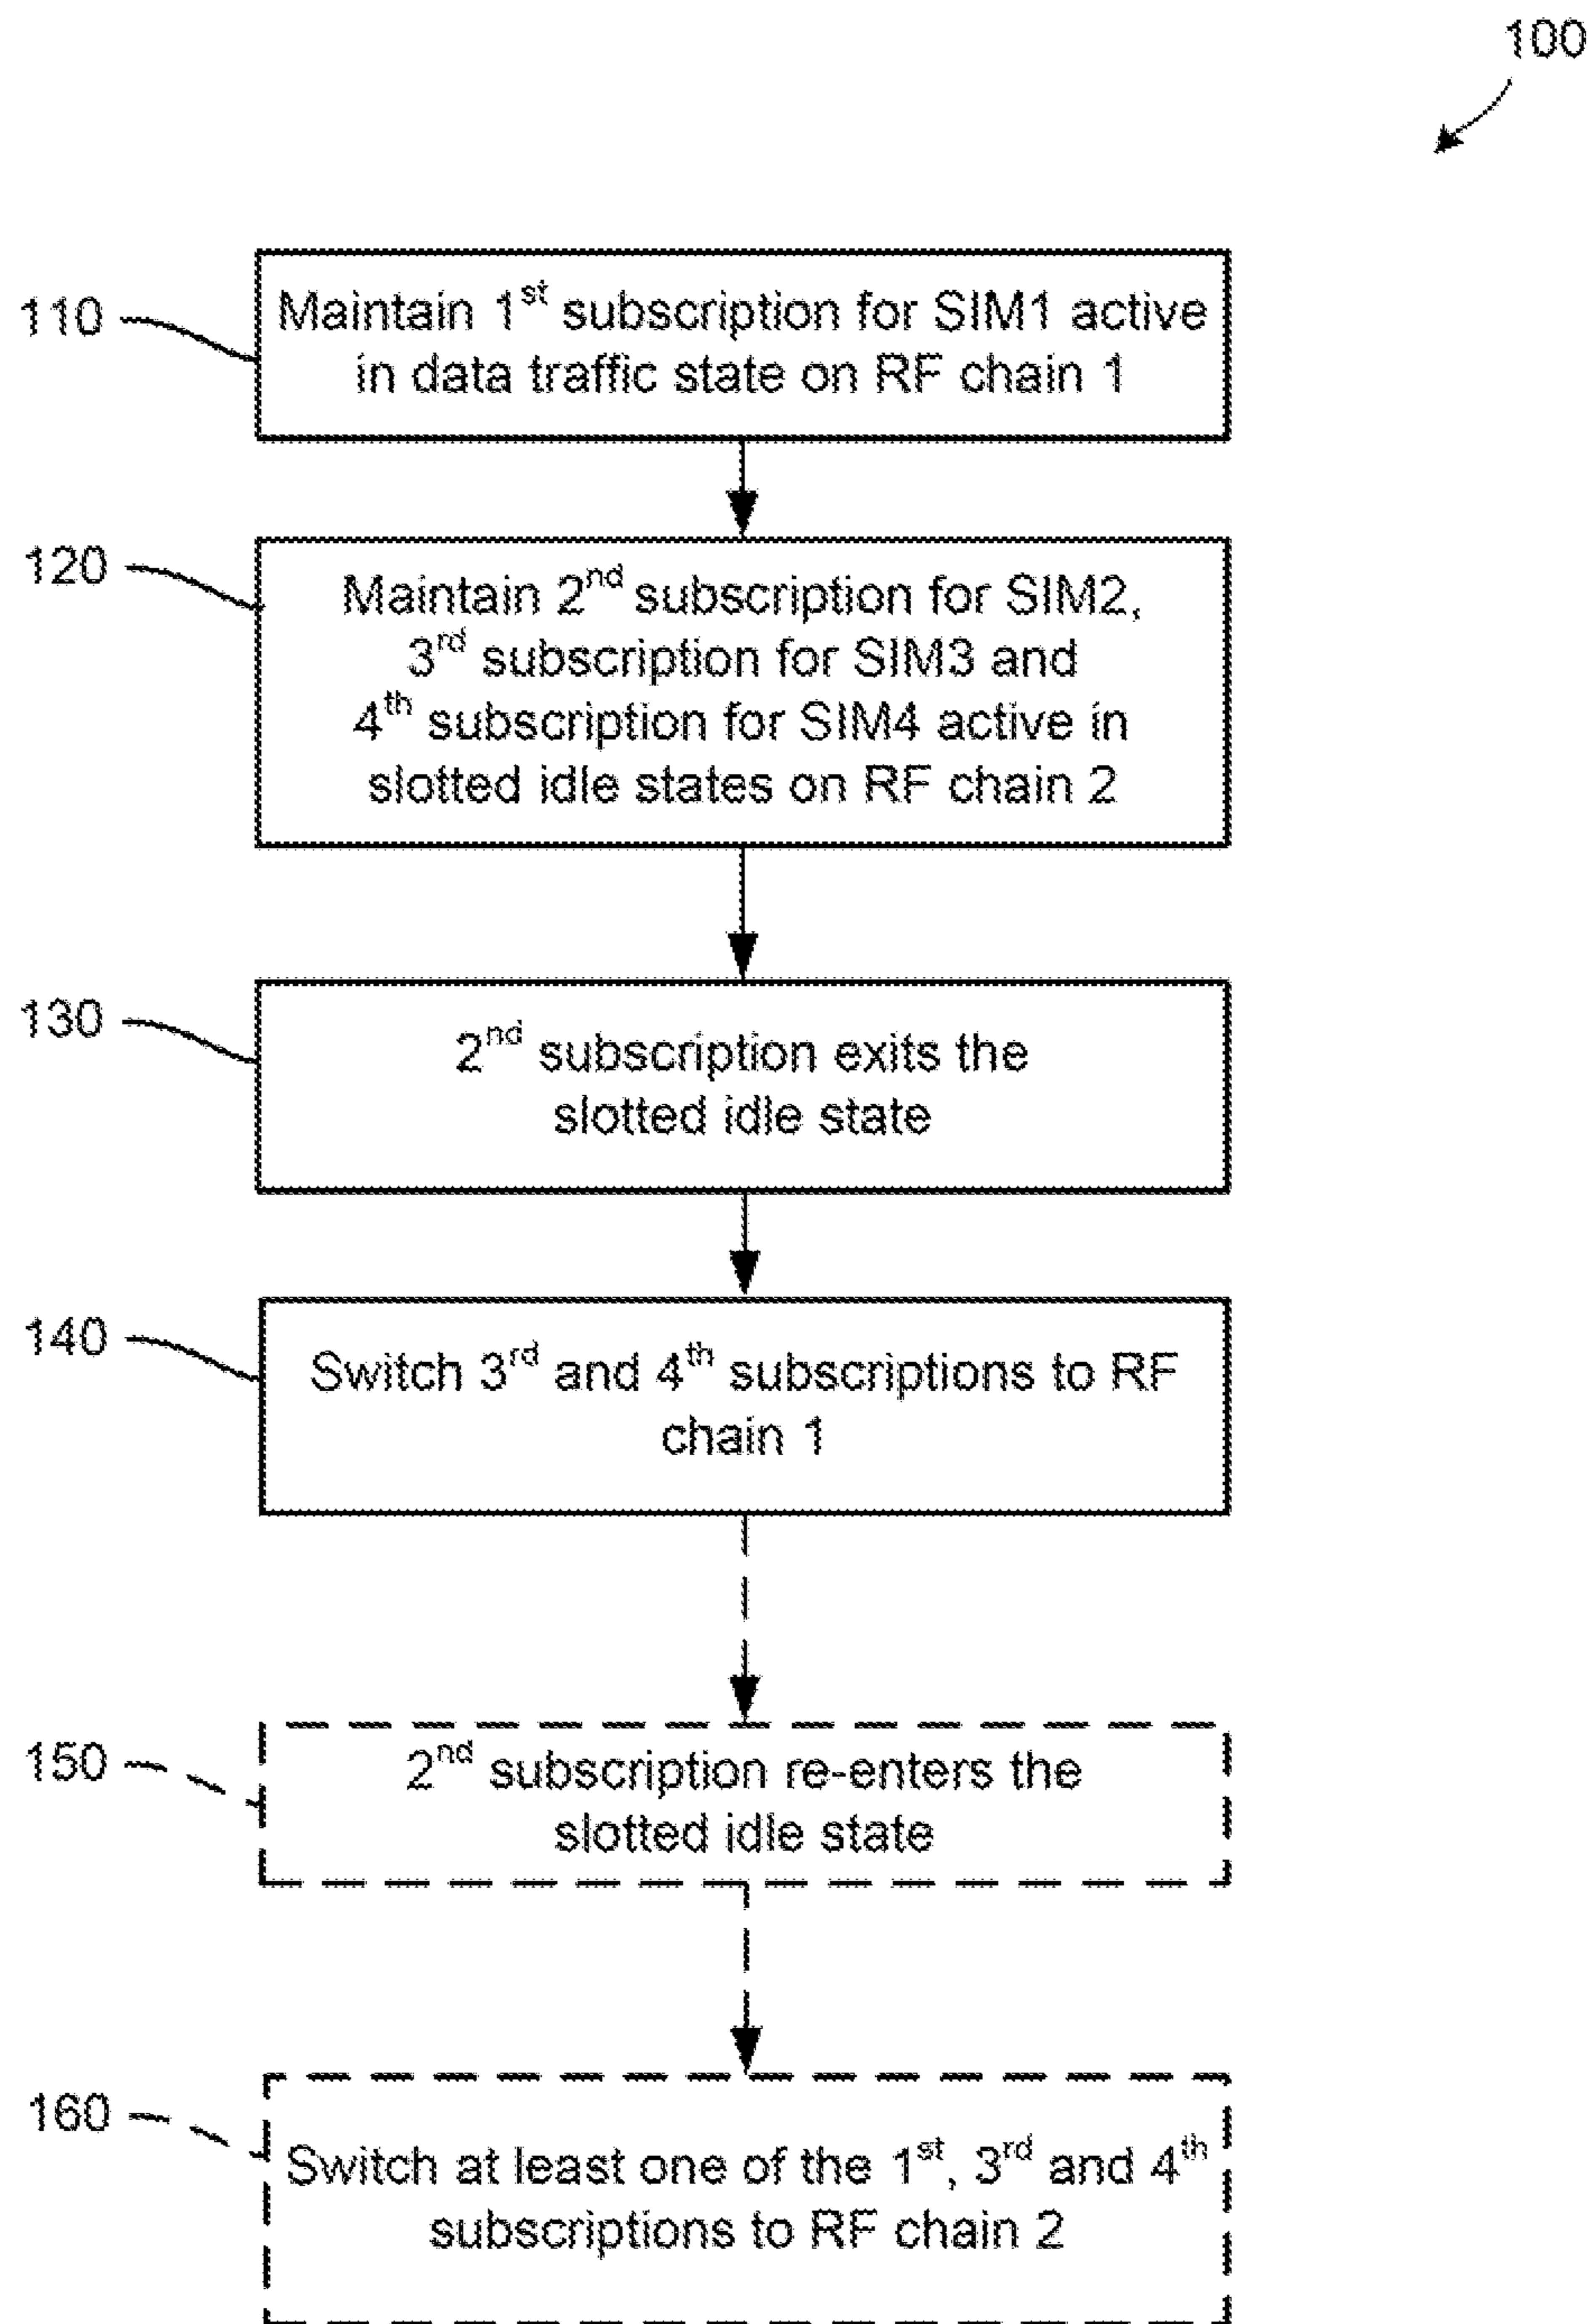 100
110
Maintain 1st subscription for SIM1 active
in data traffic state on RF chain 1
120
Maintain 2nd subscription for SIM2,
3rd subscription for SIM3 and
4th subscription for SIM4 active in
slotted idle states on RF chain 2
130
2nd subscription exits the
slotted idle state
140
Switch 3rd and 4th subscriptions to RF
chain 1
150
2nd subscription re-enters the
slotted idle state
160
Switch at least one of the 1st, 3rd and 4th
subscriptions to RF chain 2